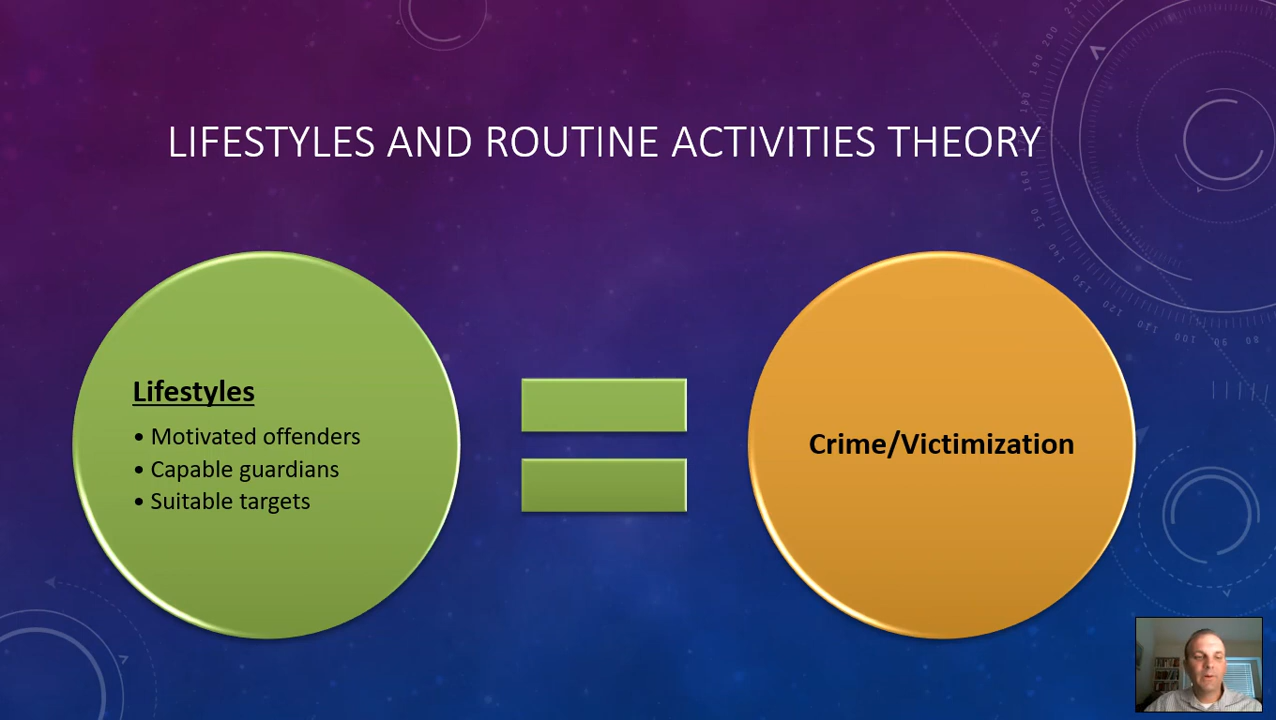 LIFESTYLES AND ROUTINE ACTIVITIES THEORY
Lifestyles
• Motivated offenders
• Capable guardians
• Suitable targets
Crime/Victimization